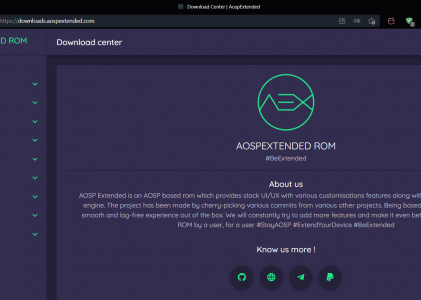 Download Center | AospExtended
https://downloads.aospextended.com
ED ROM
Download center
AEX
AOSPEXTENDED ROM
#BeExtended
About us
AOSP Extended is an AOSP based rom which provides stock UI/UX with various customisations features along with
engine. The project has been made by cherry-picking various commits from various other projects. Being based
smooth and lag-free experience out of the box. We will constantly try to add more features and make it even bet
ROM by a user, for a user. #StayAOSP #ExtendYourDevice #BeExtended
Know us more !